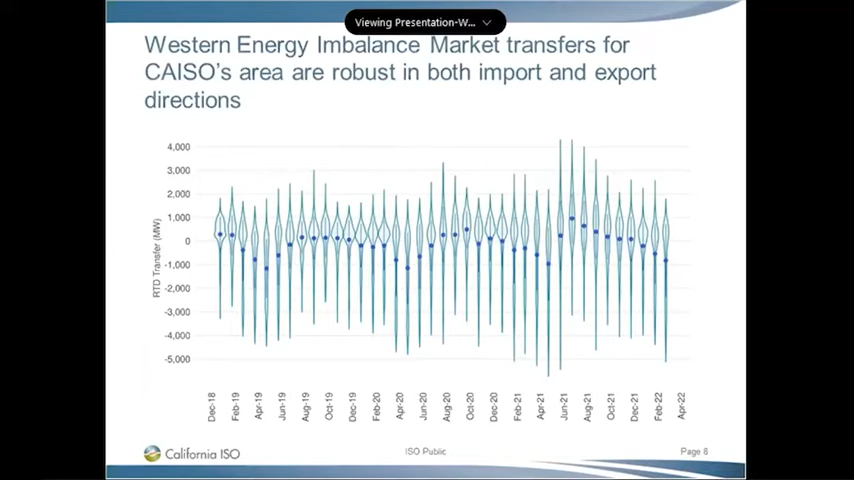 Viewing Presentation-W...
Western Energy Imbalance Market transfers for
CAISO's area are robust in both import and export
directions
RTD Transfer (MW)
4,000
3,000
2,000
1,000
0
-1,000
-2,000
-3,000
-4,000
-5,000
Dec-18
Feb-19
Apr-19
Jun-19
Aug-19
Oct-19
Dec-19
Feb-20
Apr-20
Jun-20
Aug-20
Oct-20
Dec-20
Feb-21
Apr-21
Jun-21
Aug-21
Oct-21
Dec-21
Feb-22
Apr-22
California ISO
ISO Public
Page 8